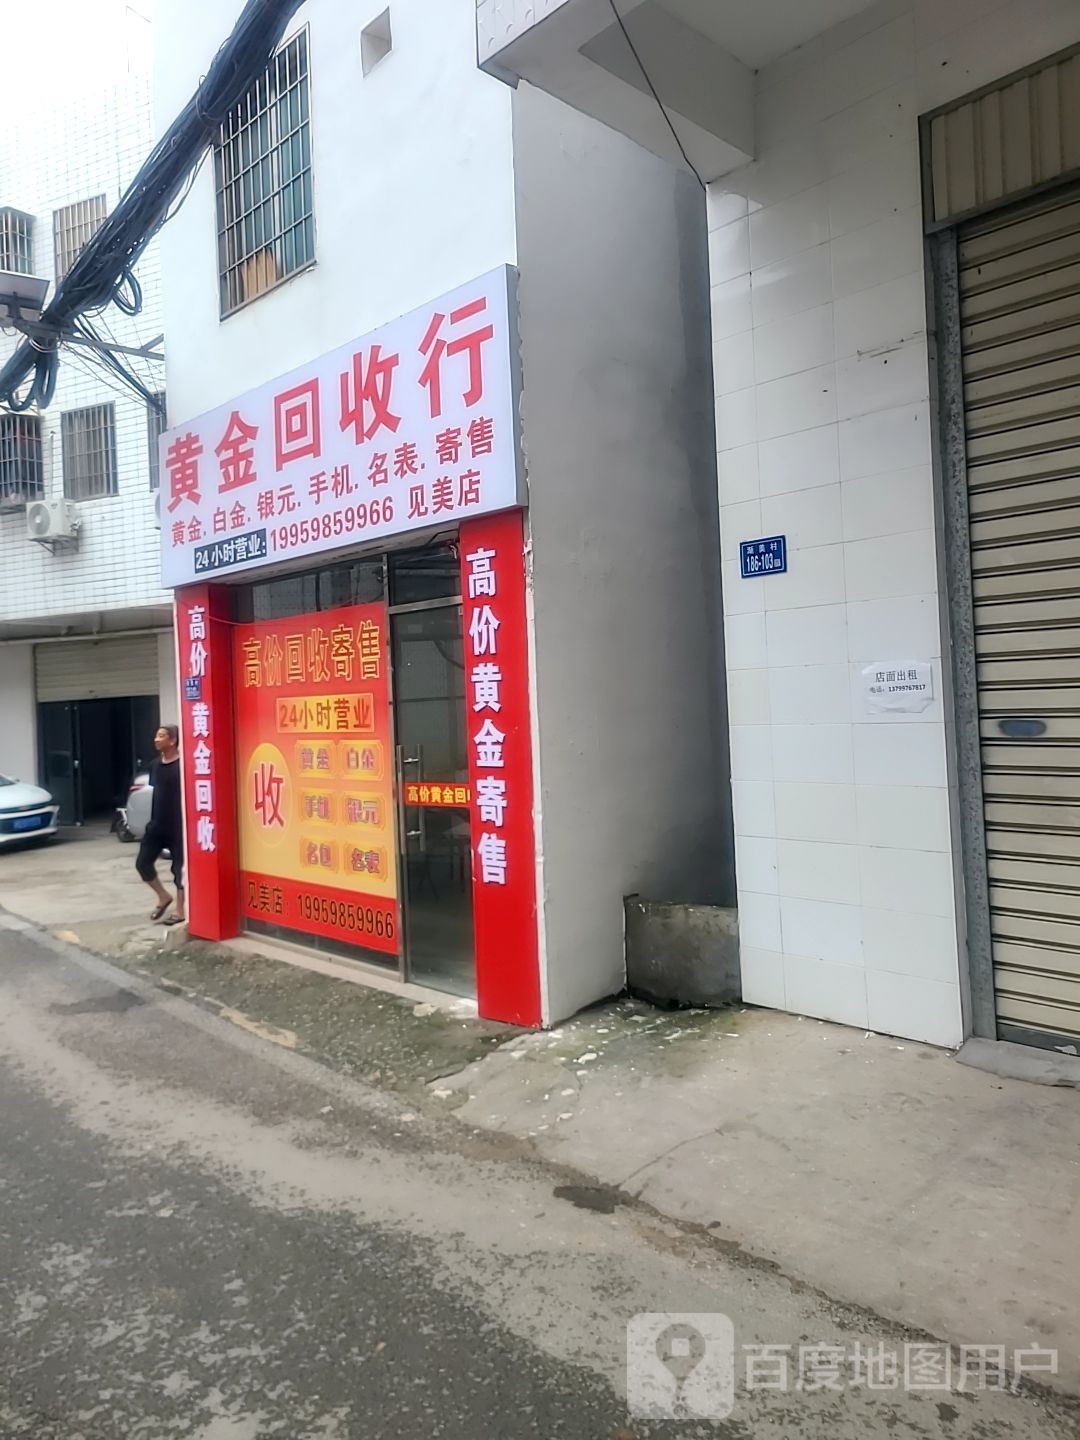 黄金回收行
黄金.白金.银元.手机.名表.寄售
24小时营业:19959859966 见美店
高价黄金回收
高价回收寄售
24小时营业
收
黄金 白金
手机 银元
名包 名表
见美店：19959859966
高价黄金回收
高价黄金寄售
186-103
店面出租
电话：13799767817
百度地图用户